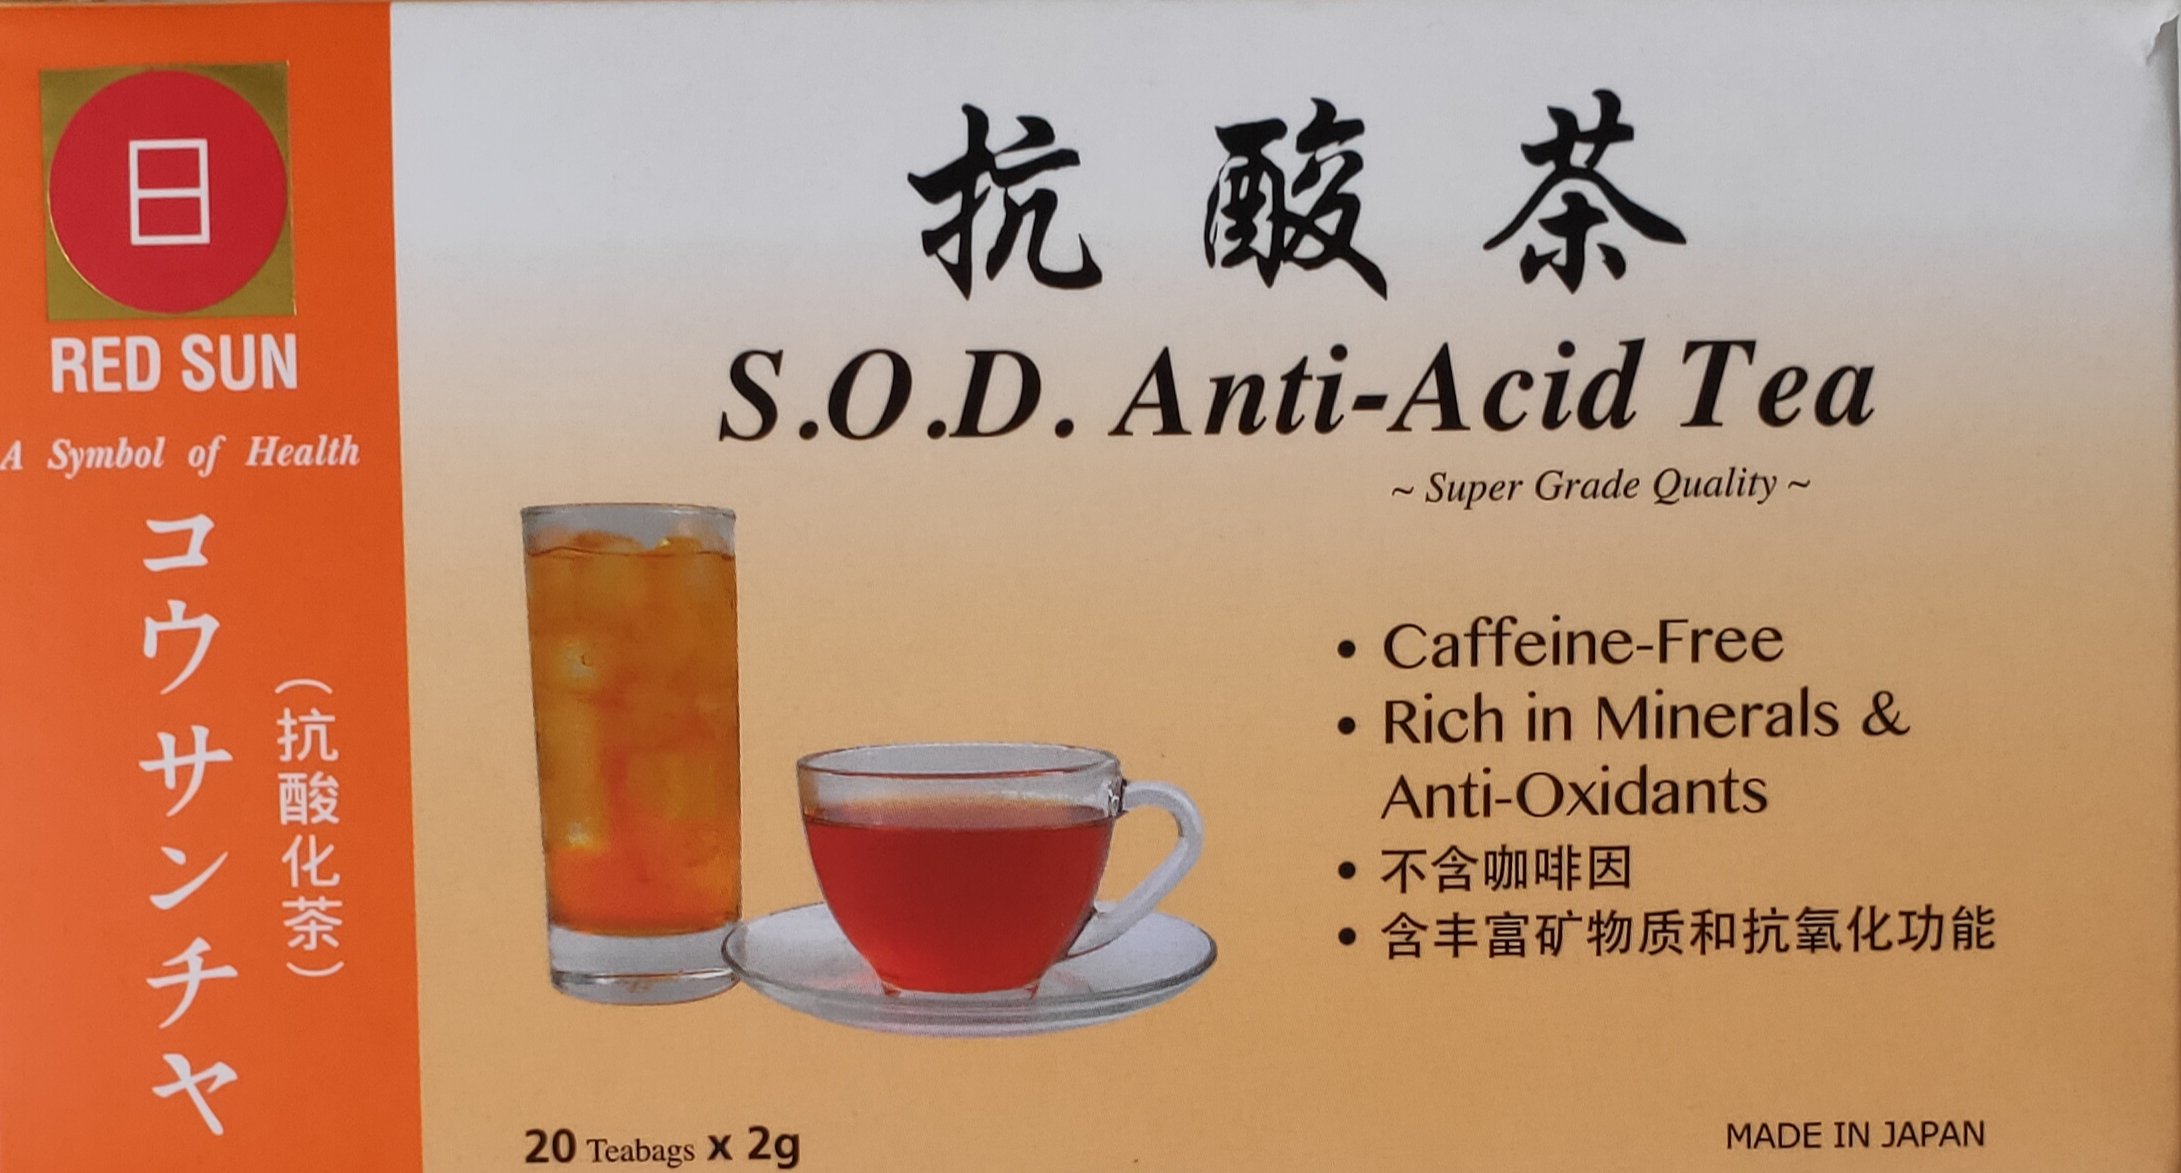 日
RED SUN
A Symbol of Health
コウサンチャ
(抗酸化茶)
抗酸茶
S.O.D. Anti-Acid Tea
~ Super Grade Quality ~
• Caffeine-Free
• Rich in Minerals &
Anti-Oxidants
• 不含咖啡因
• 含丰富矿物质和抗氧化功能
20 Teabags x 2g
MADE IN JAPAN